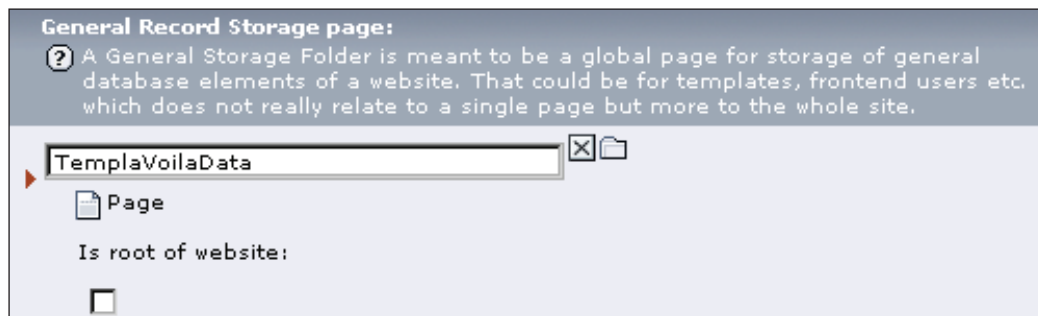 General Record Storage page:
A General Storage Folder is meant to be a global page for storage of general
database elements of a website. That could be for templates, frontend users etc.
which does not really relate to a single page but more to the whole site.
TemplaVoilaData
Page
Is root of website: